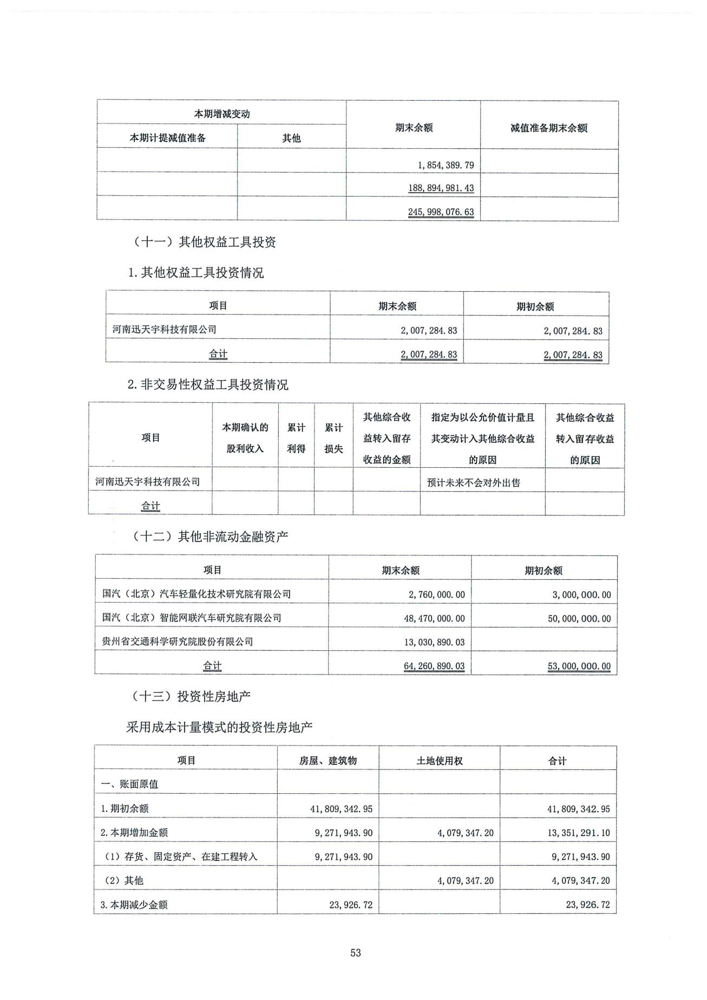 本期增减变动 期末余额 减值准备期末余额
本期计提减值准备 其他
1,854,389.79
188,894,981.43
245,998,076.63
（十一）其他权益工具投资
1.其他权益工具投资情况
项目 期末余额 期初余额
河南迅天宇科技有限公司 2,007,284.83 2,007,284.83
合计 2,007,284.83 2,007,284.83
2.非交易性权益工具投资情况
项目 本期确认的股利收入 累计利得 累计损失 其他综合收益转入留存收益的金额 指定为以公允价值计量且其变动计入其他综合收益的原因 其他综合收益转入留存收益的原因
河南迅天宇科技有限公司 预计未来不会对外出售
合计
（十二）其他非流动金融资产
项目 期末余额 期初余额
国汽（北京）汽车轻量化技术研究院有限公司 2,760,000.00 3,000,000.00
国汽（北京）智能网联汽车研究院有限公司 48,470,000.00 50,000,000.00
贵州省交通科学研究院股份有限公司 13,030,890.03
合计 64,260,890.03 53,000,000.00
（十三）投资性房地产
采用成本计量模式的投资性房地产
项目 房屋、建筑物 土地使用权 合计
一、账面原值
1.期初余额 41,809,342.95 41,809,342.95
2.本期增加金额 9,271,943.90 4,079,347.20 13,351,291.10
（1）存货、固定资产、在建工程转入 9,271,943.90 9,271,943.90
（2）其他 4,079,347.20 4,079,347.20
3.本期减少金额 23,926.72 23,926.72
53